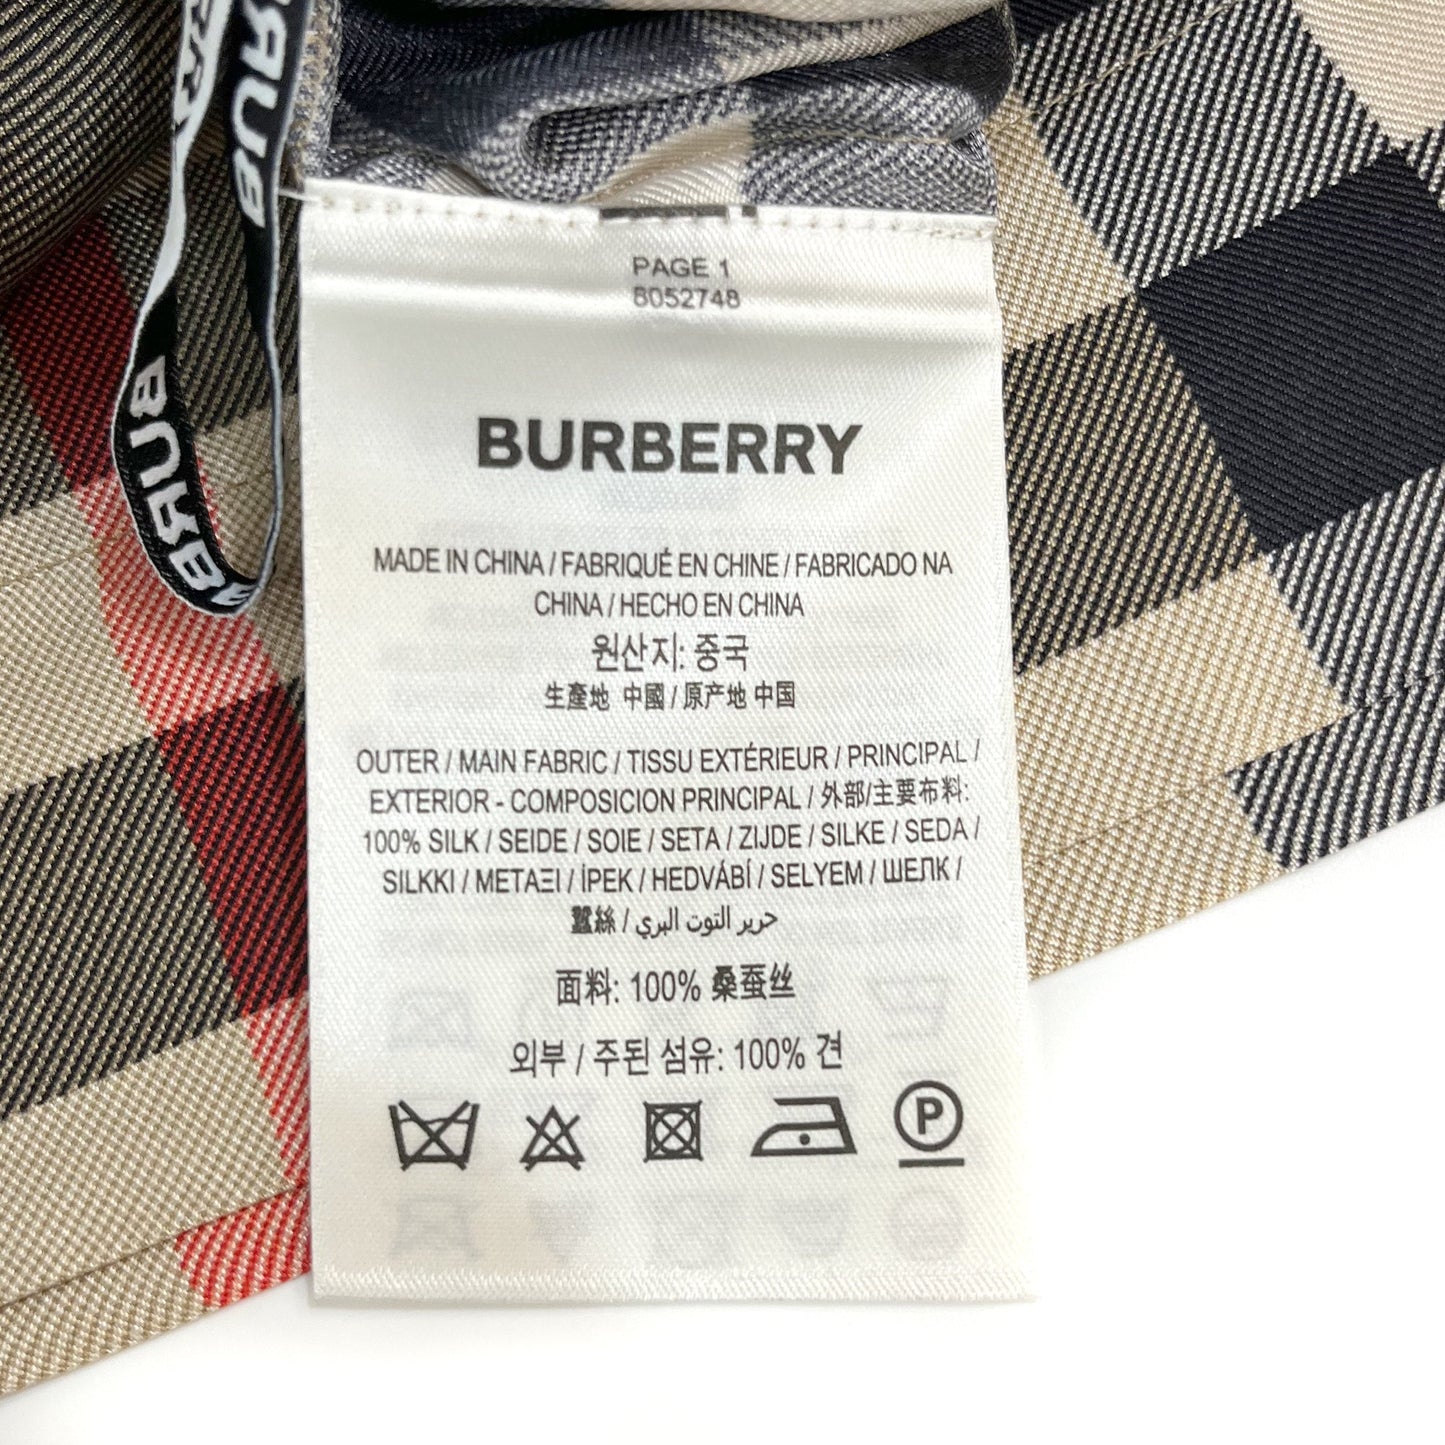 PAGE 1
8052748
BURBERRY
MADE IN CHINA / FABRIQUÉ EN CHINE / FABRICADO NA
CHINA / HECHO EN CHINA
원산지: 중국
生產地 中國 / 原产地 中国
OUTER / MAIN FABRIC / TISSU EXTÉRIEUR / PRINCIPAL /
EXTERIOR - COMPOSICION PRINCIPAL / 外部/主要布料:
100% SILK / SEIDE / SOIE / SETA / ZIJDE / SILKE / SEDA /
SILKKI / ΜΕΤΑΞΙ / İPEK / HEDVÁBÍ / SELYEM / ШЕЛК /
蠶絲 / حرير التوت البري
面料: 100% 桑蚕丝
외부 / 주된 섬유: 100% 견
P
BURB
BURB